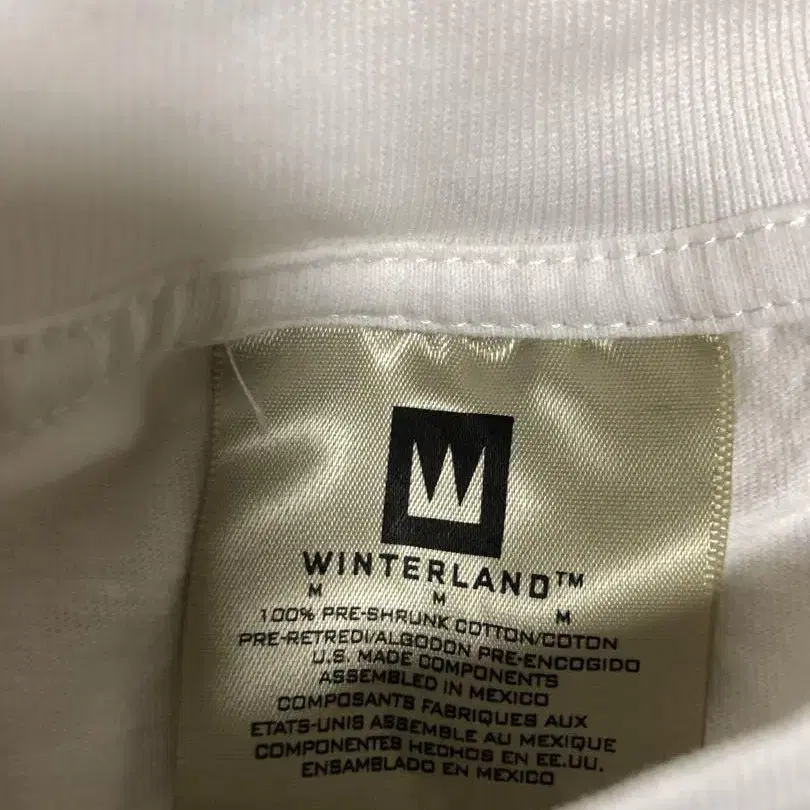 WINTERLAND™
M M M
100% PRE-SHRUNK COTTON/COTON
PRE-RETREDI/ALGODON PRE-ENCOGIDO
U.S. MADE COMPONENTS
ASSEMBLED IN MEXICO
COMPOSANTS FABRIQUES AUX
ETATS-UNIS ASSEMBLE AU MEXIQUE
COMPONENTES HECHOS EN EE.UU.
ENSAMBLADO EN MEXICO